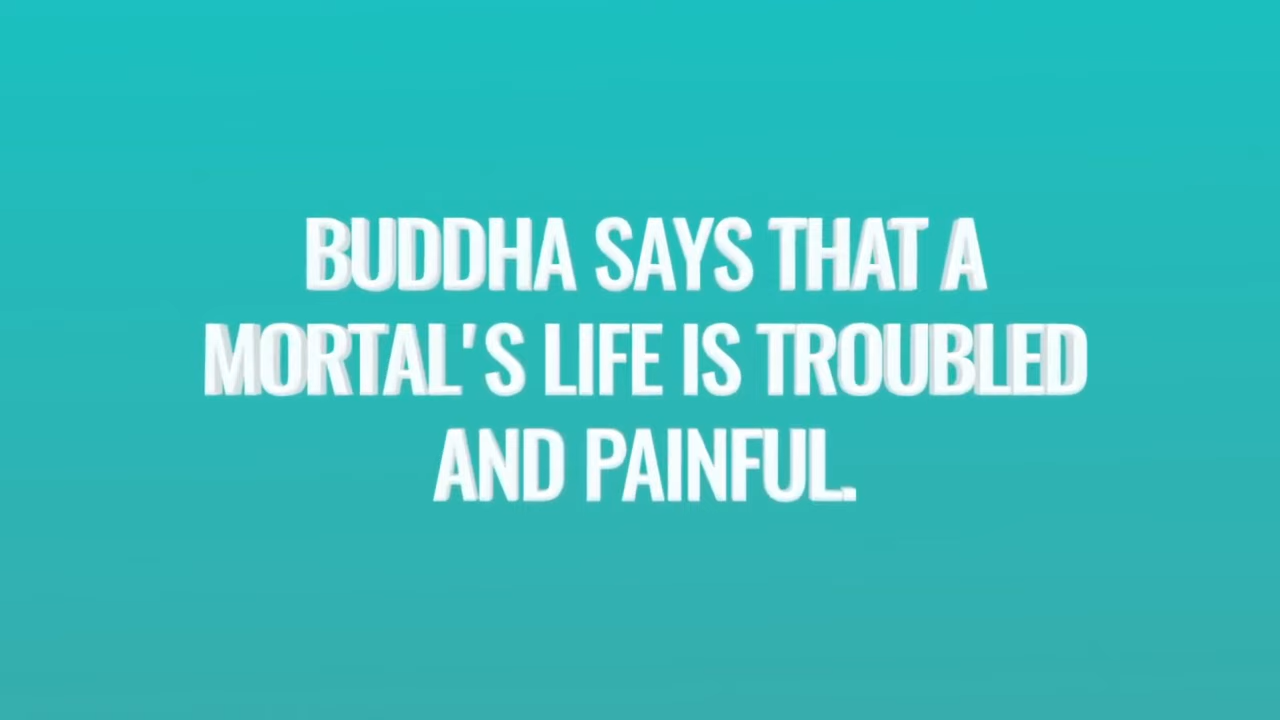 BUDDHA SAYS THAT A
MORTAL'S LIFE IS TROUBLED
AND PAINFUL.